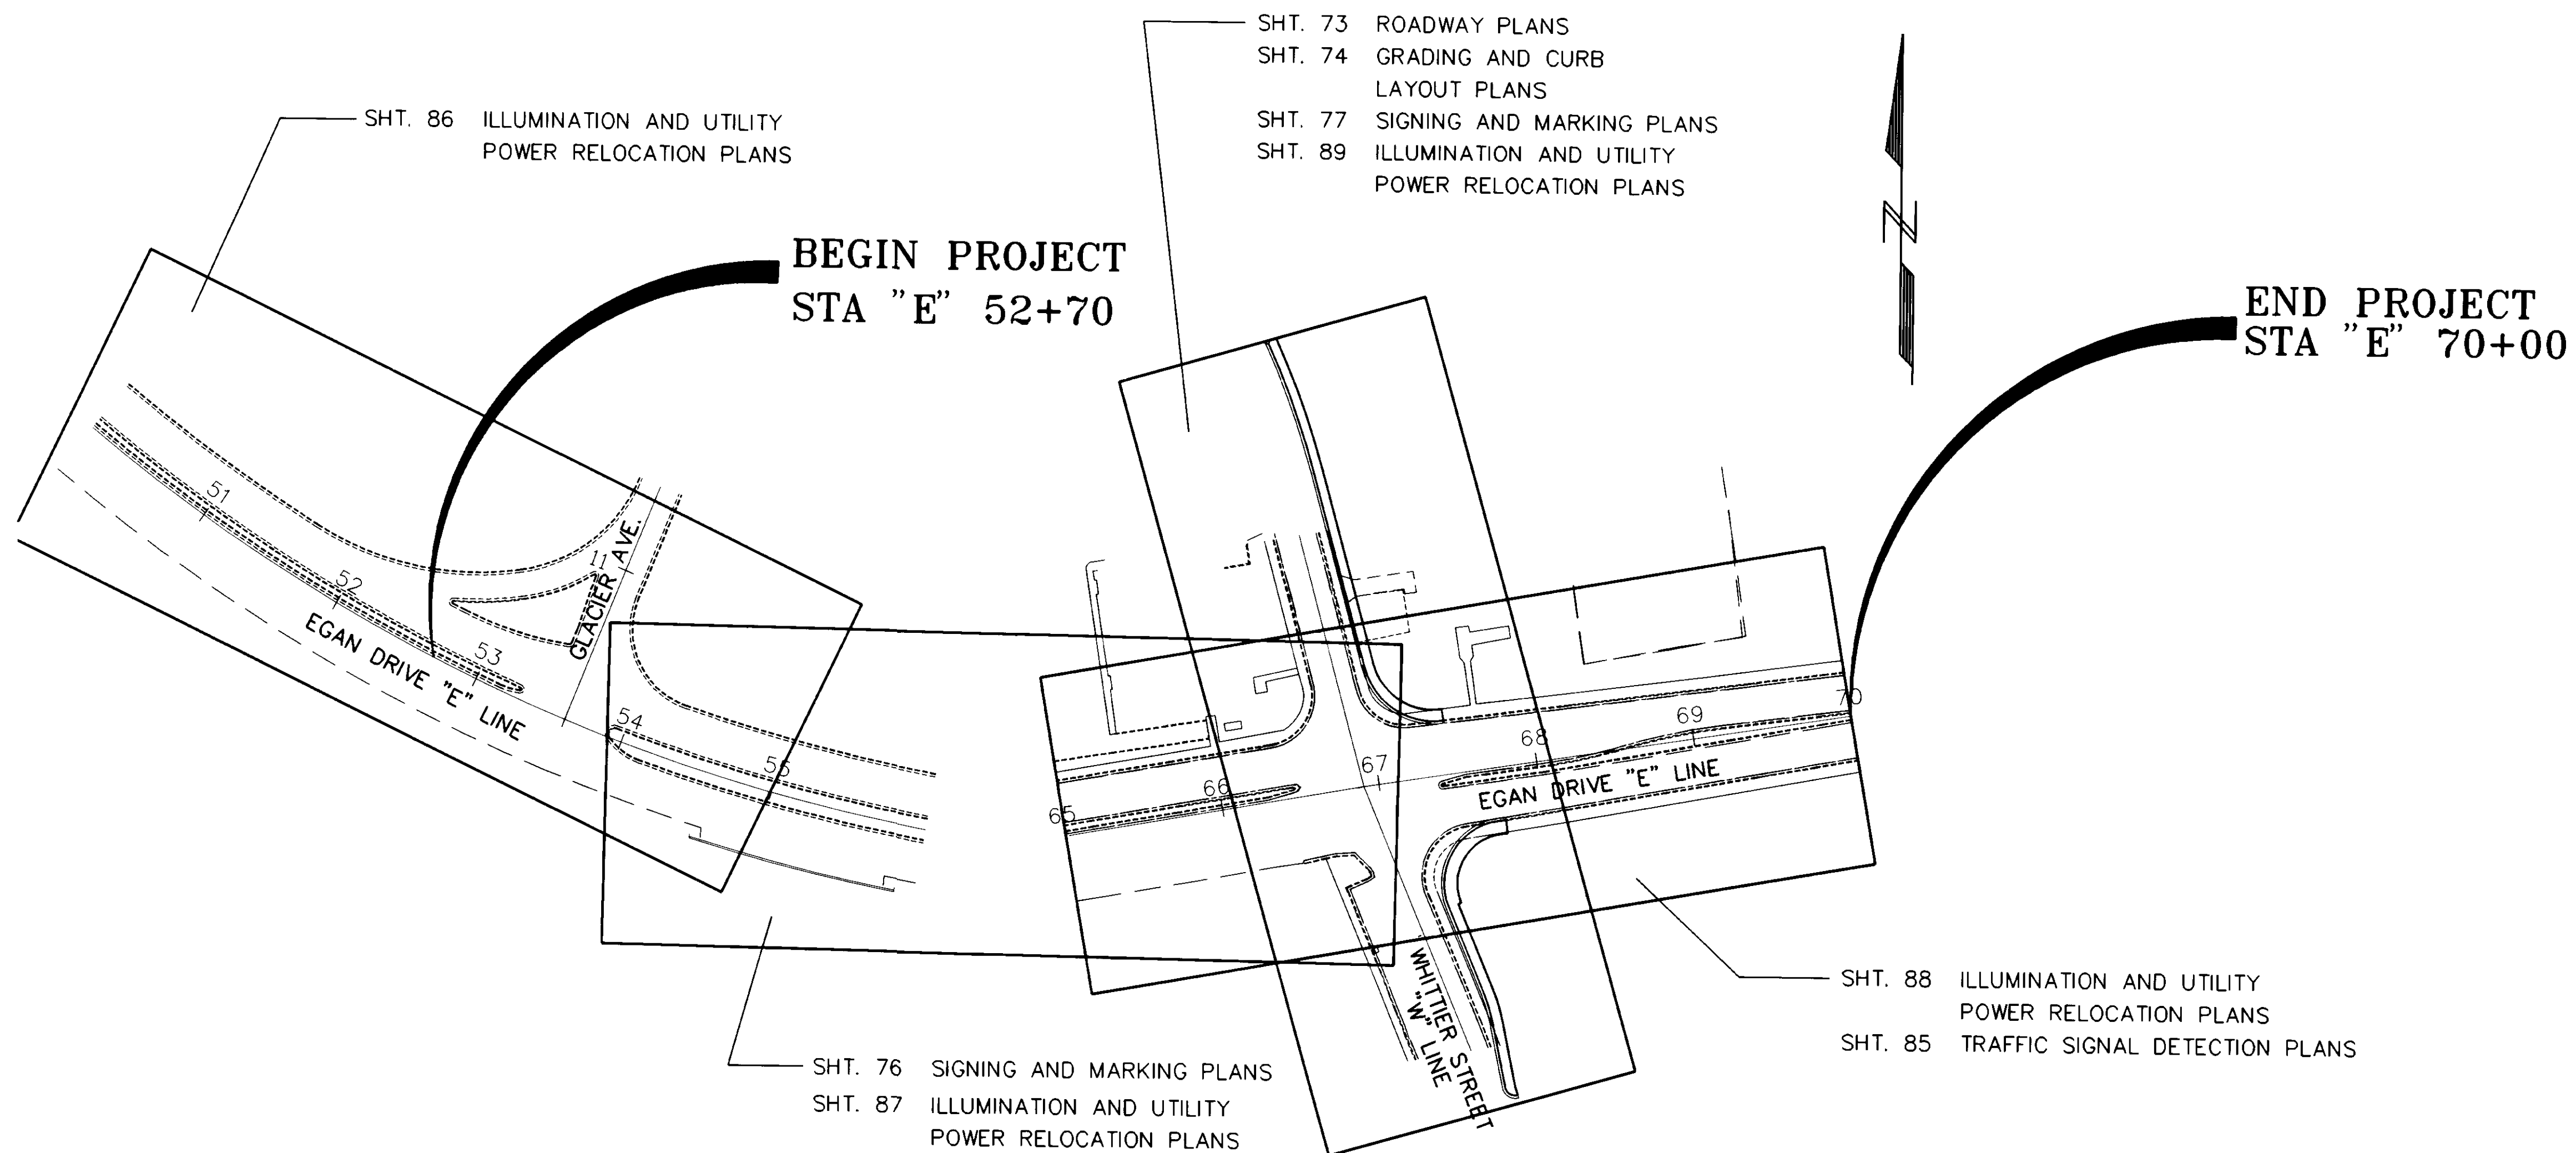 SHT. 73 ROADWAY PLANS
SHT. 74 GRADING AND CURB
LAYOUT PLANS
SHT. 77 SIGNING AND MARKING PLANS
SHT. 89 ILLUMINATION AND UTILITY
POWER RELOCATION PLANS
SHT. 86 ILLUMINATION AND UTILITY
POWER RELOCATION PLANS
BEGIN PROJECT
STA "E" 52+70
N
END PROJECT
STA "E" 70+00
51
52
53
54
55
11
GLACIER AVE.
EGAN DRIVE "E" LINE
65
66
67
68
69
70
EGAN DRIVE "E" LINE
WHITTIER STREET
"W" LINE
SHT. 88 ILLUMINATION AND UTILITY
POWER RELOCATION PLANS
SHT. 85 TRAFFIC SIGNAL DETECTION PLANS
SHT. 76 SIGNING AND MARKING PLANS
SHT. 87 ILLUMINATION AND UTILITY
POWER RELOCATION PLANS